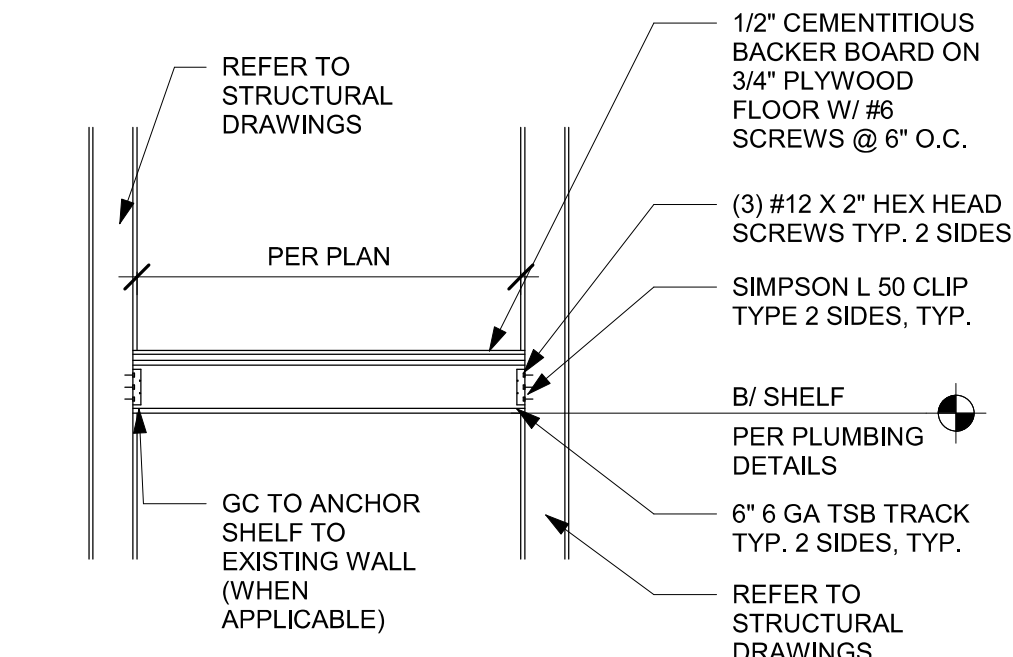 REFER TO
STRUCTURAL
DRAWINGS
PER PLAN
GC TO ANCHOR
SHELF TO
EXISTING WALL
(WHEN
APPLICABLE)
1/2" CEMENTITIOUS
BACKER BOARD ON
3/4" PLYWOOD
FLOOR W/ #6
SCREWS @ 6" O.C.
(3) #12 X 2" HEX HEAD
SCREWS TYP. 2 SIDES
SIMPSON L 50 CLIP
TYPE 2 SIDES, TYP.
B/ SHELF
PER PLUMBING
DETAILS
6" 6 GA TSB TRACK
TYP. 2 SIDES, TYP.
REFER TO
STRUCTURAL
DRAWINGS